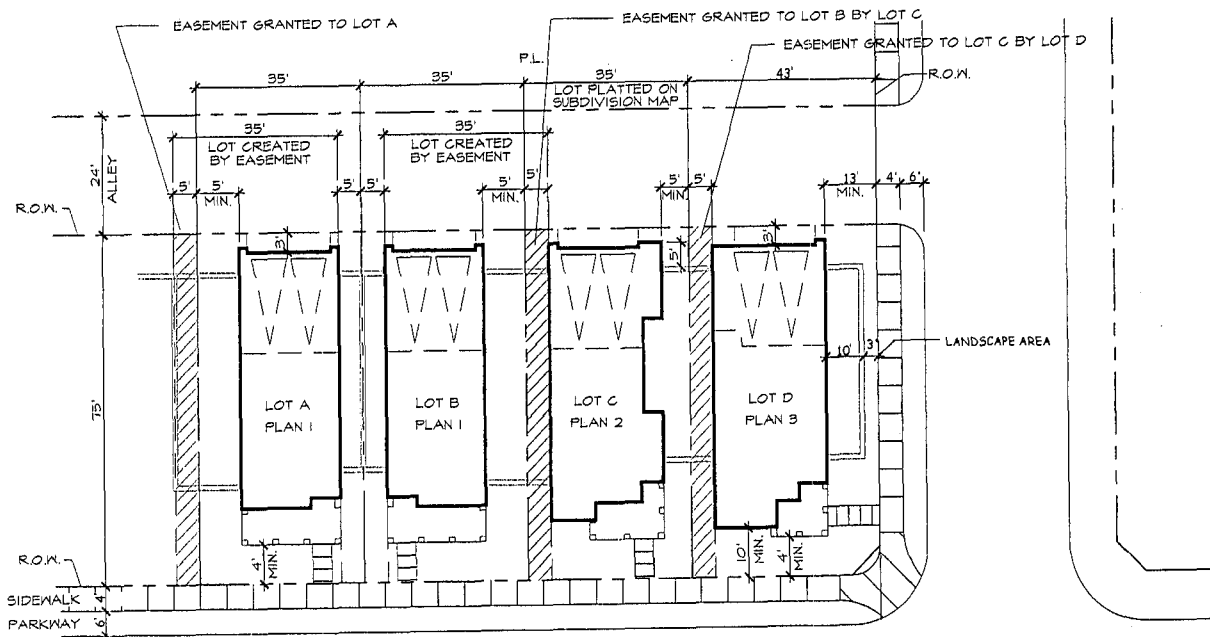 EASEMENT GRANTED TO LOT A
EASEMENT GRANTED TO LOT B BY LOT C
EASEMENT GRANTED TO LOT C BY LOT D
P.L.
35'
35'
35'
43'
R.O.W.
LOT PLATTED ON
SUBDIVISION MAP
35'
35'
LOT CREATED
BY EASEMENT
LOT CREATED
BY EASEMENT
24'
ALLEY
5'
5'
MIN.
5'
5'
5'
MIN.
5'
5'
MIN.
5'
13'
MIN.
4'
6'
R.O.W.
3'
5'
3'
75'
10'
3'
LANDSCAPE AREA
LOT A
PLAN 1
LOT B
PLAN 1
LOT C
PLAN 2
LOT D
PLAN 3
4'
MIN.
10'
MIN.
4'
MIN.
R.O.W.
SIDEWALK
4'
PARKWAY
6'